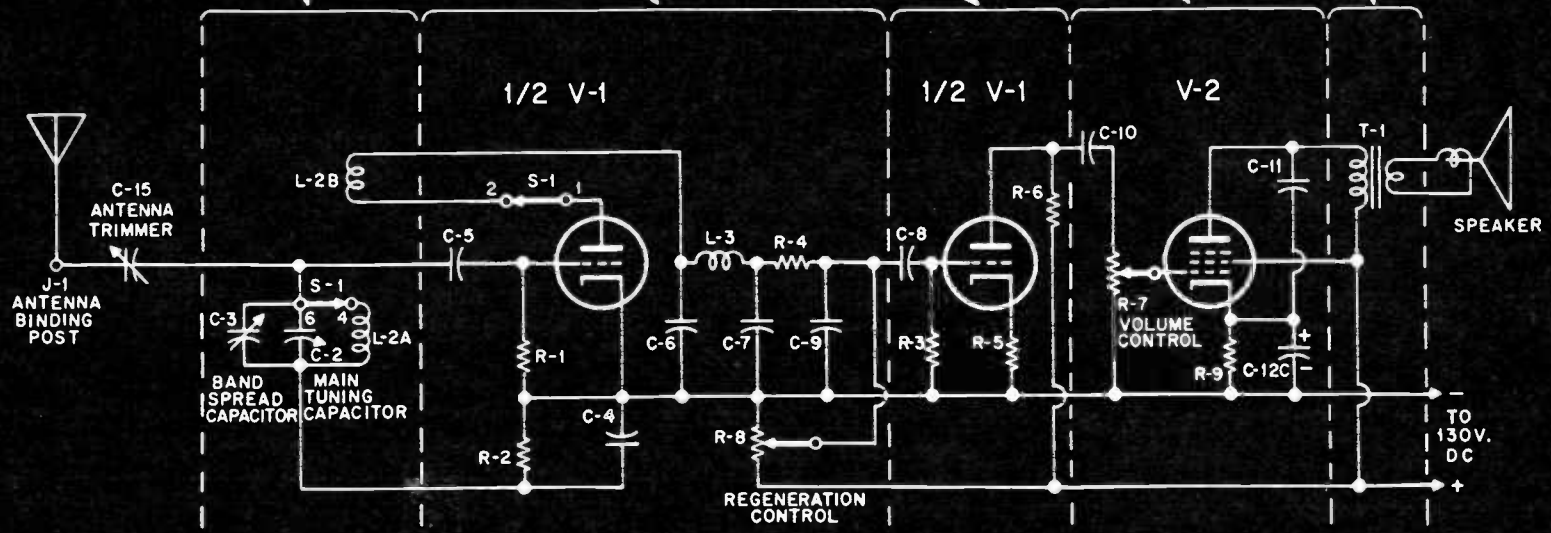 1/2 V-1
1/2 V-1
V-2
J-1
ANTENNA
BINDING
POST
C-15
ANTENNA
TRIMMER
S-1
C-3
6
4
C-2
L-2A
BAND
SPREAD
CAPACITOR
MAIN
TUNING
CAPACITOR
L-2B
2
S-1
1
C-5
R-1
R-2
C-4
C-6
L-3
C-7
R-4
C-9
R-8
REGENERATION
CONTROL
C-8
R-3
R-5
R-6
C-10
R-7
VOLUME
CONTROL
C-11
R-9
+
C-12C
-
T-1
SPEAKER
-
TO
130V.
DC
+